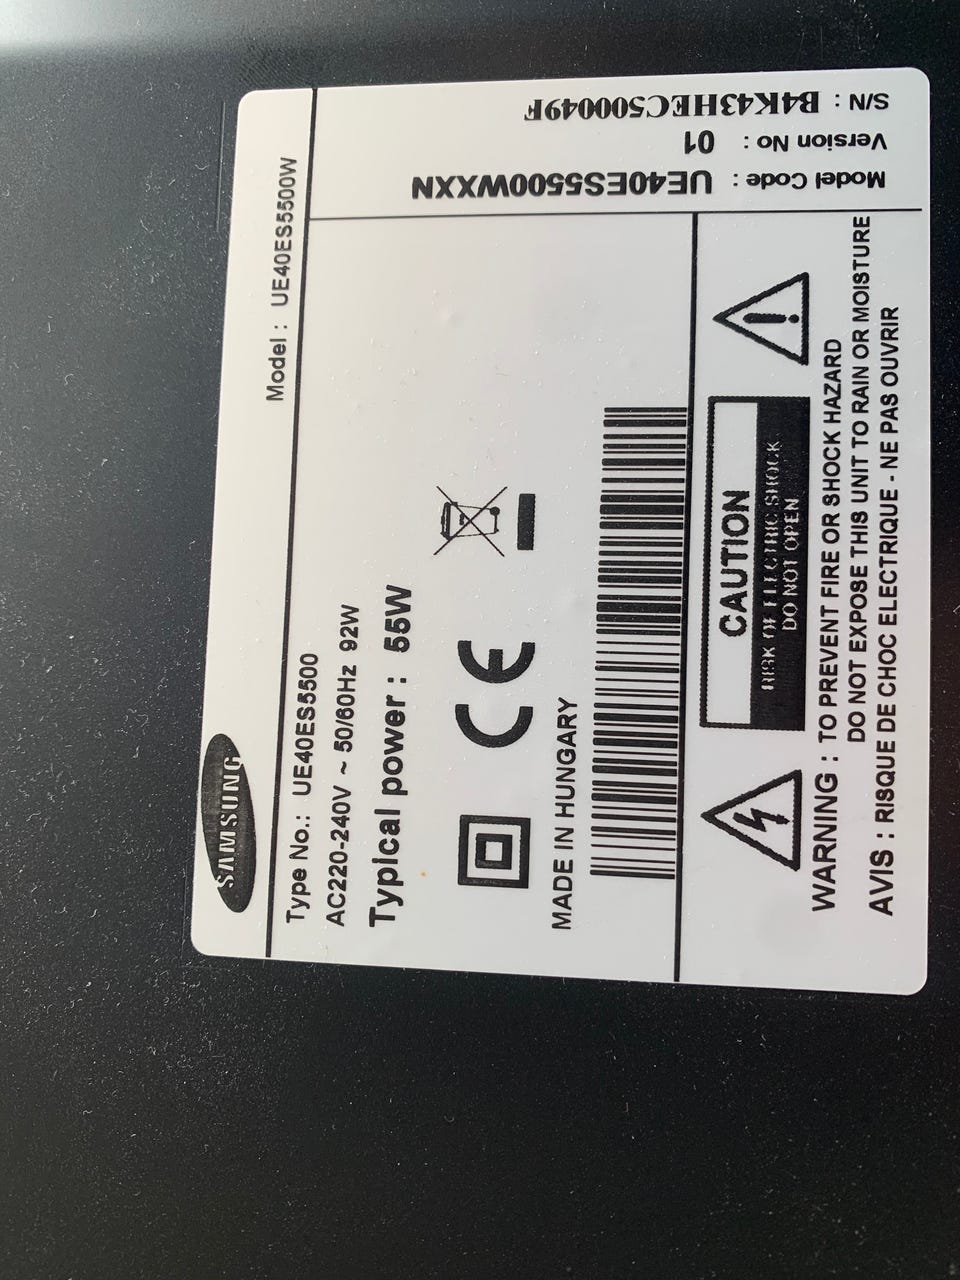 SAMSUNG
Model : UE40ES5500W
Type No.: UE40ES5500
AC220-240V ~ 50/60Hz 92W
Typical power : 55W
CE
MADE IN HUNGARY
CAUTION
RISK OF ELECTRIC SHOCK
DO NOT OPEN
WARNING : TO PREVENT FIRE OR SHOCK HAZARD
DO NOT EXPOSE THIS UNIT TO RAIN OR MOISTURE
AVIS : RISQUE DE CHOC ELECTRIQUE - NE PAS OUVRIR
Model Code : UE40ES5500WXXN
Version No : 01
S/N : B4K43HEC500049F